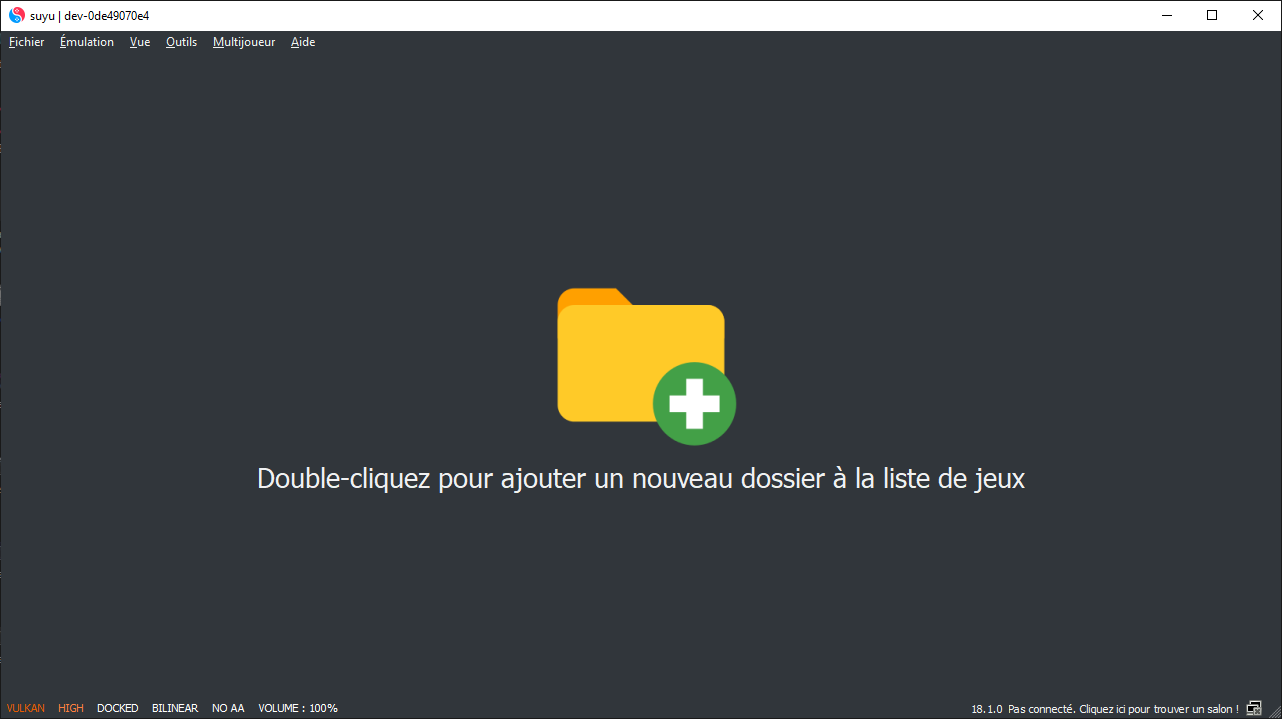 suyu | dev-0de49070e4
Fichier Émulation Vue Outils Multijoueur Aide
Double-cliquez pour ajouter un nouveau dossier à la liste de jeux
VULKAN HIGH DOCKED BILINEAR NO AA VOLUME : 100% 18.1.0 Pas connecté. Cliquez ici pour trouver un salon !